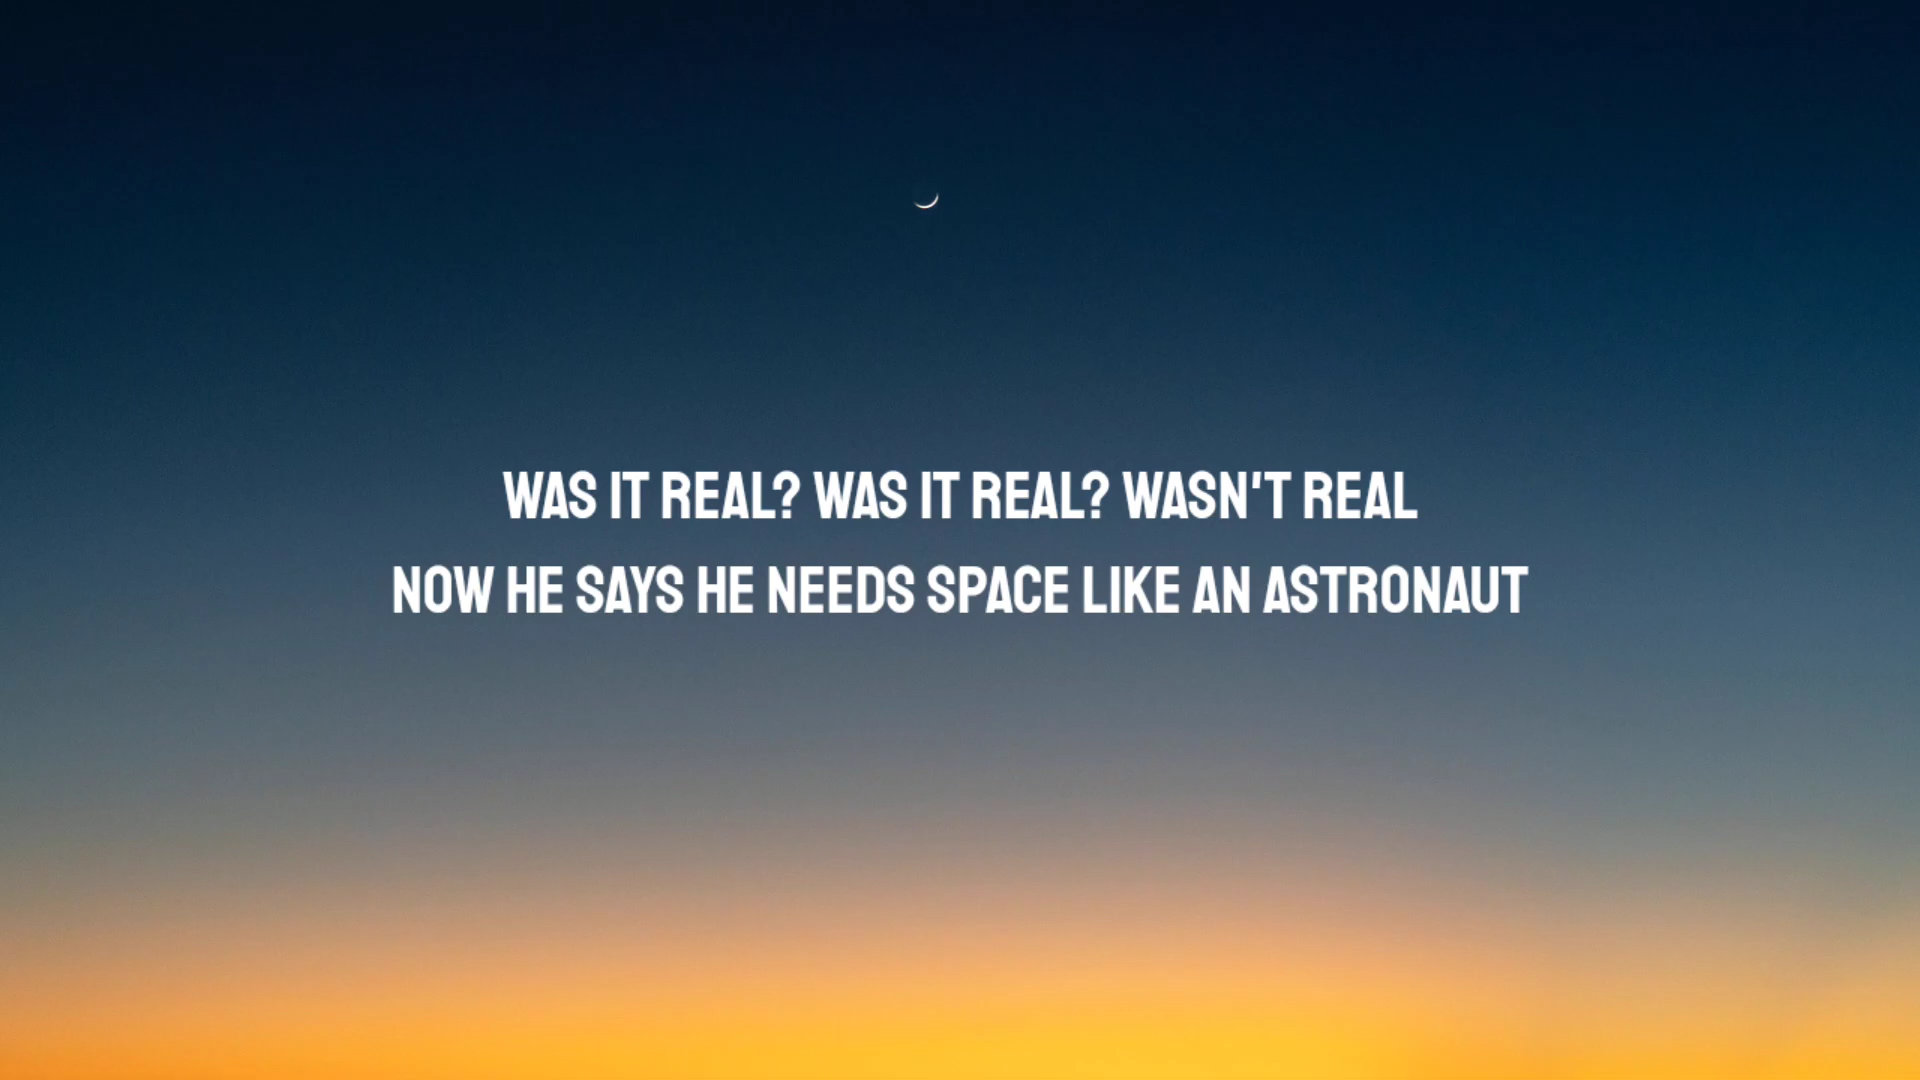 WAS IT REAL? WAS IT REAL? WASN'T REAL
NOW HE SAYS HE NEEDS SPACE LIKE AN ASTRONAUT